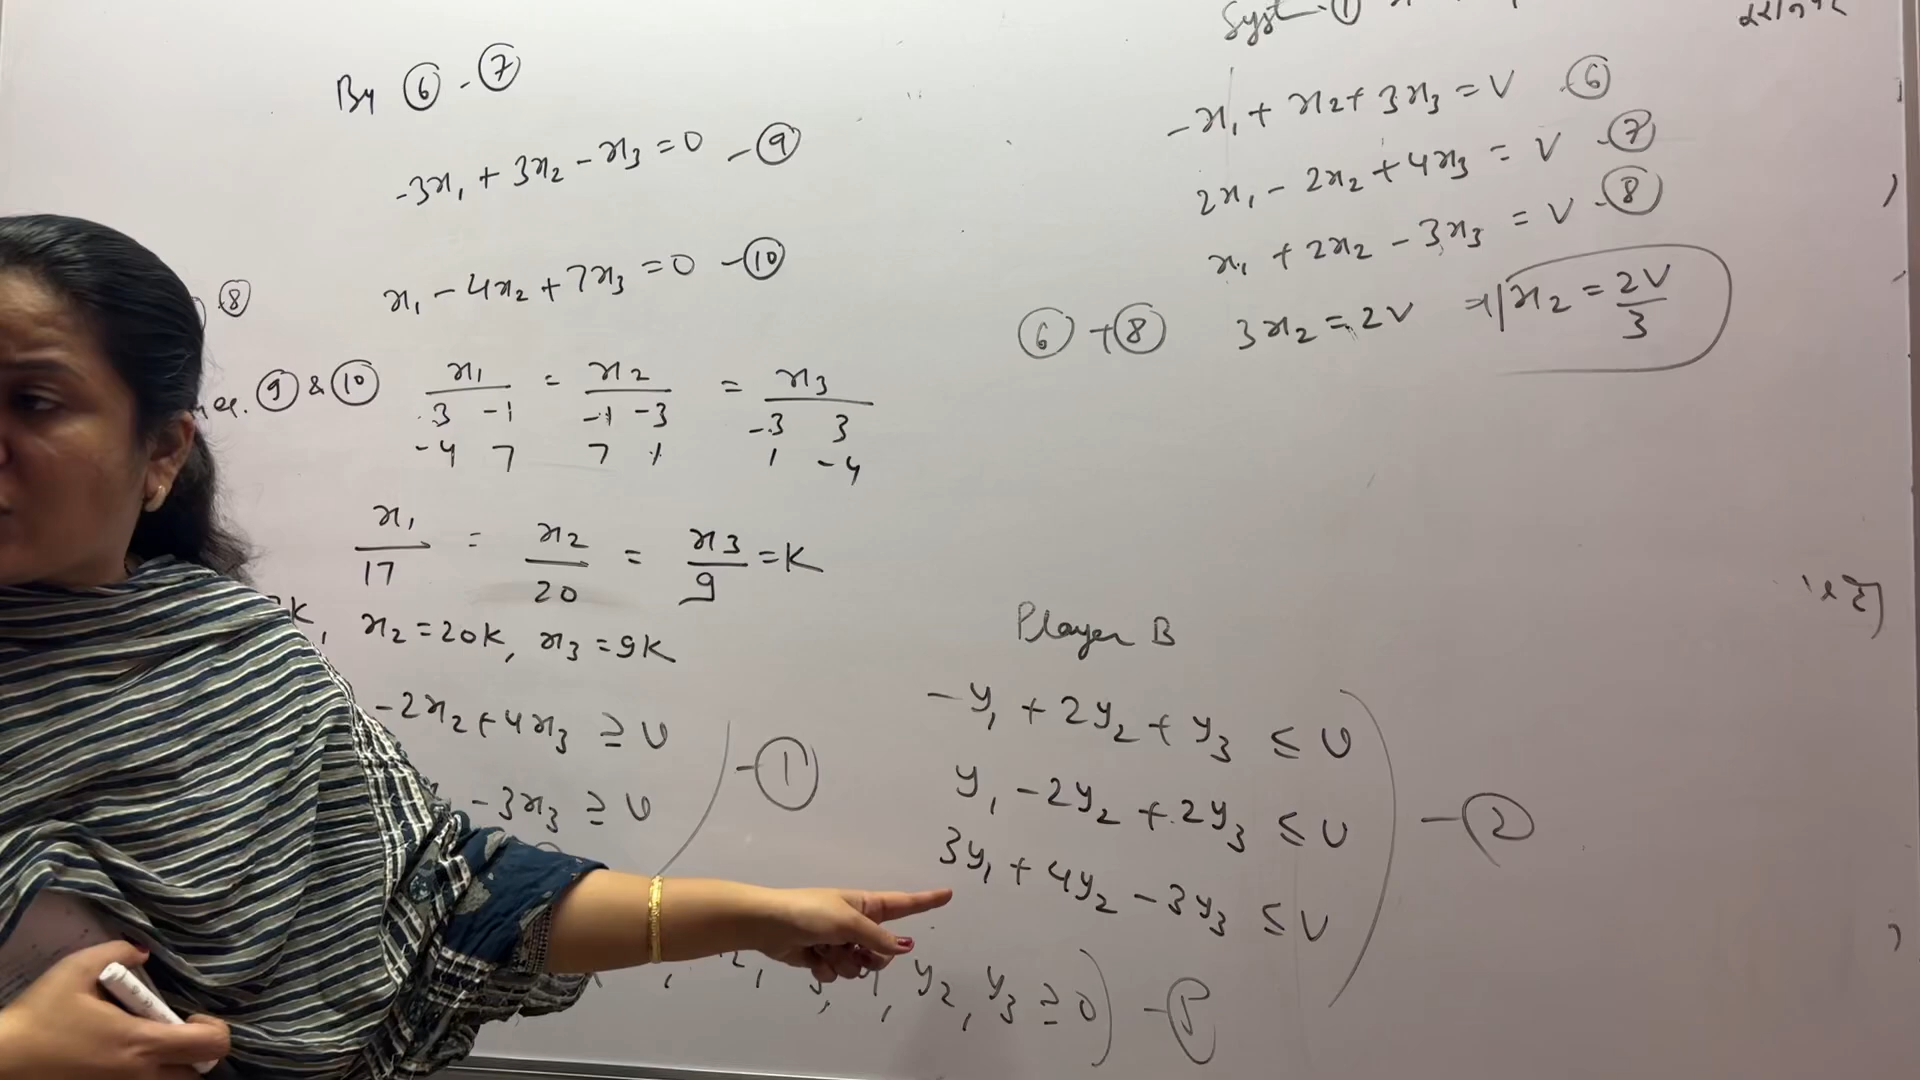 By ⑥ - ⑦
-3x₁ + 3x₂ - x₃ = 0 - ⑨
⑧
x₁ - 4x₂ + 7x₃ = 0 - ⑩
⑨ & ⑩ x₁ = x₂ = x₃
3 -1 -1 -3 -3 3
-4 7 7 1 1 -4
x₁/17 = x₂/20 = x₃/9 = K
K, x₂ = 20K, x₃ = 9K
-2x₂ + 4x₃ ≥ V
-3x₃ ≥ V - ①
Syst ①
-x₁ + x₂ + 3x₃ = V ⑥
2x₁ - 2x₂ + 4x₃ = V - ⑦
x₁ + 2x₂ - 3x₃ = V - ⑧
⑥ + ⑧ 3x₂ = 2V ⇒ x₂ = 2V/3
Player B
-y₁ + 2y₂ + y₃ ≤ V
y₁ - 2y₂ + 2y₃ ≤ V - ②
3y₁ + 4y₂ - 3y₃ ≤ V
, y₂, y₃ ≥ 0